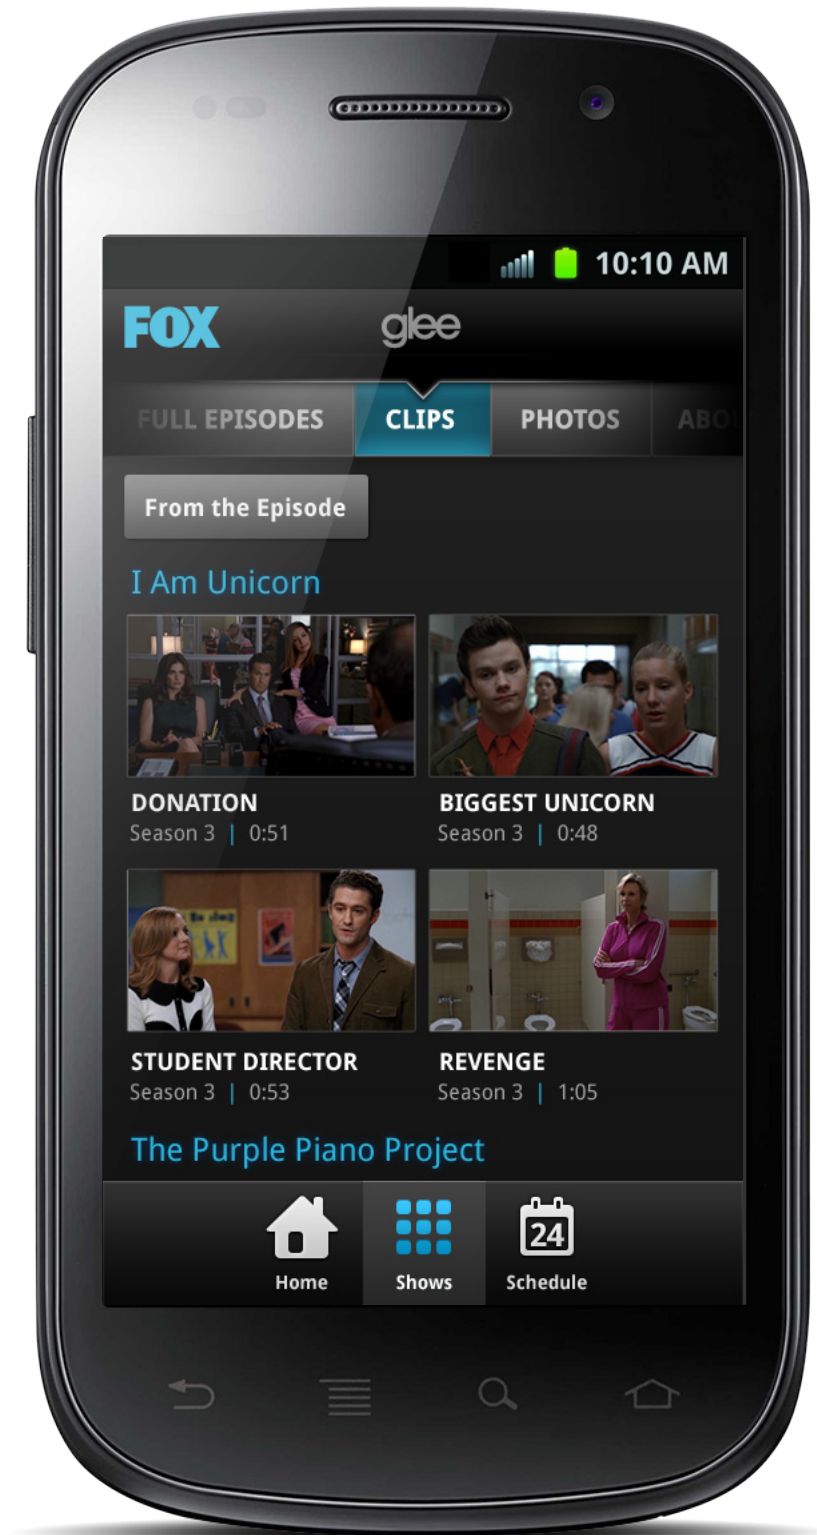 10:10 AM
FOX glee
FULL EPISODES CLIPS PHOTOS ABO
From the Episode
I Am Unicorn
DONATION BIGGEST UNICORN
Season 3 | 0:51 Season 3 | 0:48
STUDENT DIRECTOR REVENGE
Season 3 | 0:53 Season 3 | 1:05
The Purple Piano Project
24
Home Shows Schedule